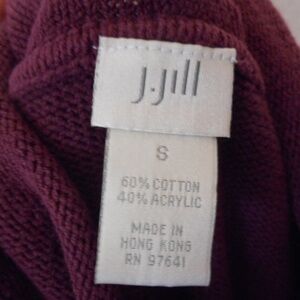 J.Jill
S
60% COTTON
40% ACRYLIC
MADE IN
HONG KONG
RN 97641